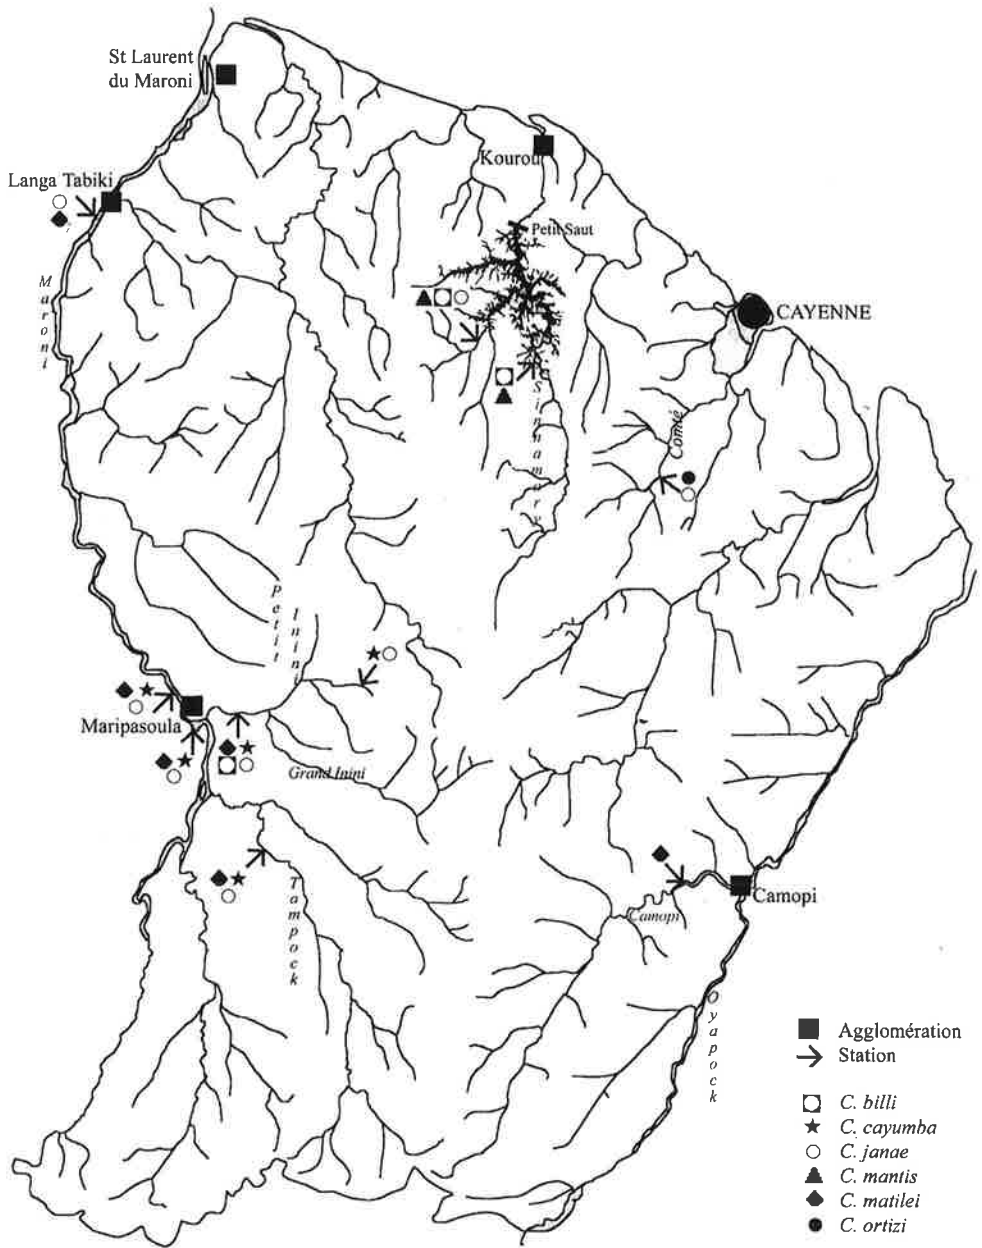 St Laurent
du Maroni
Kourou
Langa Tabiki
Petit Saut
Maroni
CAYENNE
Sinnamary
Comté
Petit
Inini
Maripasoula
Grand Inini
Tampock
Camopi
Camopi
Oyapock
Agglomération
Station
C. billi
C. cayumba
C. janae
C. mantis
C. matilei
C. ortizi